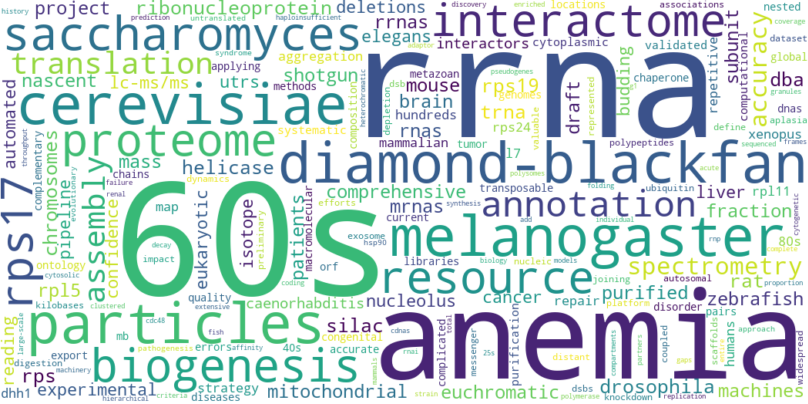 history
prediction
untranslated
haploinsufficient
discovery
enriched
locations
associations
nested
coverage
project
ribonucleoprotein
deletions
interactome
saccharomyces
rrnas
elegans
syndrome
adaptor
interactors
cytoplasmic
validated
pseudogenes
metazoan
subunit
accuracy
dataset
global
translation
aggregation
applying
rrna
chaperone
repetitive
computational
dba
granules
automated
nascent
lc-ms/ms
utrs
shotgun
methods
composition
heterochromatic
depletion
dsb
brain
mouse
hundreds
rnas
rps19
genomes
trna
rps24
draft
represented
valuable
budding
dnas
aplasia
throughput
xenopus
cerevisiae
proteome
systematic
mammalian
tumor
l7
polypeptides
define
sequenced
frames
complementary
chromosomes
pipeline
evolutionary
mass
helicase
diamond-blackfan
polysomes
acute
rps17
assembly
60s
chains
failure
renal
dynamics
comprehensive
transposable
folding
ubiquitin
liver
rpl11
cytogenetic
confidence
map
eukaryotic
isotope
preliminary
patients
macromolecular
efforts
current
mrnas
synthesis
add
annotation
individual
fraction
ontology
cytosolic
impact
decay
exosome
hsp90
melanogaster
80s
rpl5
orf
coding
libraries
biology
models
nucleic
rnp
joining
autosomal
rat
complete
kilobases
clustered
quality
extensive
caenorhabditis
nucleolus
resource
spectrometry
proportion
particles
mb
cdc48
fish
silac
cancer
repair
purified
platform
disorder
zebrafish
reading
large-scale
export
errors
affinity
40s
congenital
accurate
cdnas
rnai
complicated
total
messenger
purification
anemia
distant
coupled
compartments
partners
scaffolds
pairs
humans
approach
widespread
rps
digestion
machinery
pathogenesis
biogenesis
strategy
mammals
25s
gaps
drosophila
dhh1
experimental
hierarchical
criteria
diseases
mitochondrial
strain
euchromatic
polymerase
dsbs
knockdown
replication
machines